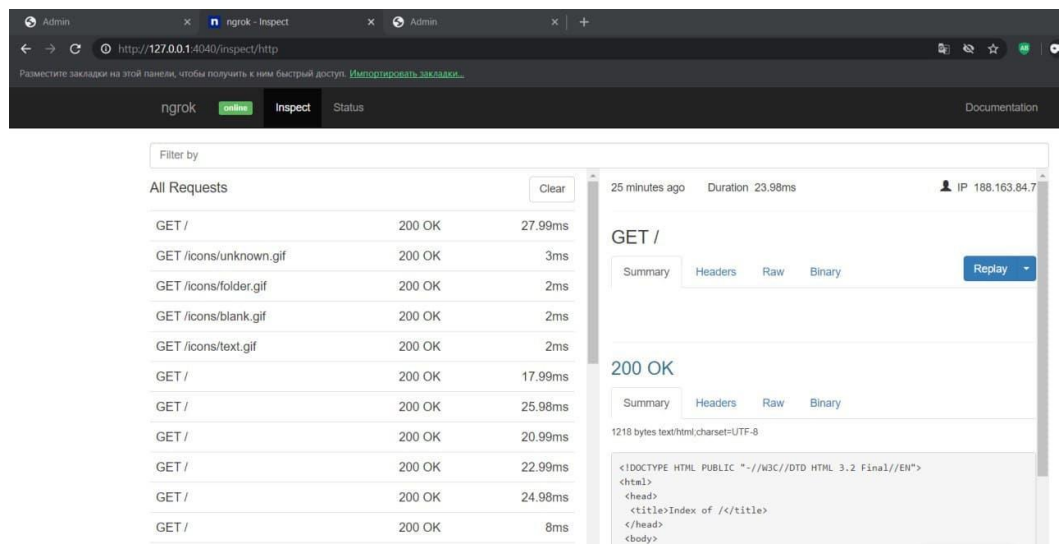 Admin
ngrok - Inspect
Admin
http://127.0.0.1:4040/inspect/http
Разместите закладки на этой панели, чтобы получить к ним быстрый доступ. Импортировать закладки...
ngrok online Inspect Status Documentation
Filter by
All Requests Clear
GET / 200 OK 27.99ms
GET /icons/unknown.gif 200 OK 3ms
GET /icons/folder.gif 200 OK 2ms
GET /icons/blank.gif 200 OK 2ms
GET /icons/text.gif 200 OK 2ms
GET / 200 OK 17.99ms
GET / 200 OK 25.98ms
GET / 200 OK 20.99ms
GET / 200 OK 22.99ms
GET / 200 OK 24.98ms
GET / 200 OK 8ms
25 minutes ago Duration 23.98ms IP 188.163.84.7
GET /
Summary Headers Raw Binary Replay
200 OK
Summary Headers Raw Binary
1218 bytes text/html;charset=UTF-8
<!DOCTYPE HTML PUBLIC "-//W3C//DTD HTML 3.2 Final//EN">
<html>
<head>
<title>Index of /</title>
</head>
<body>